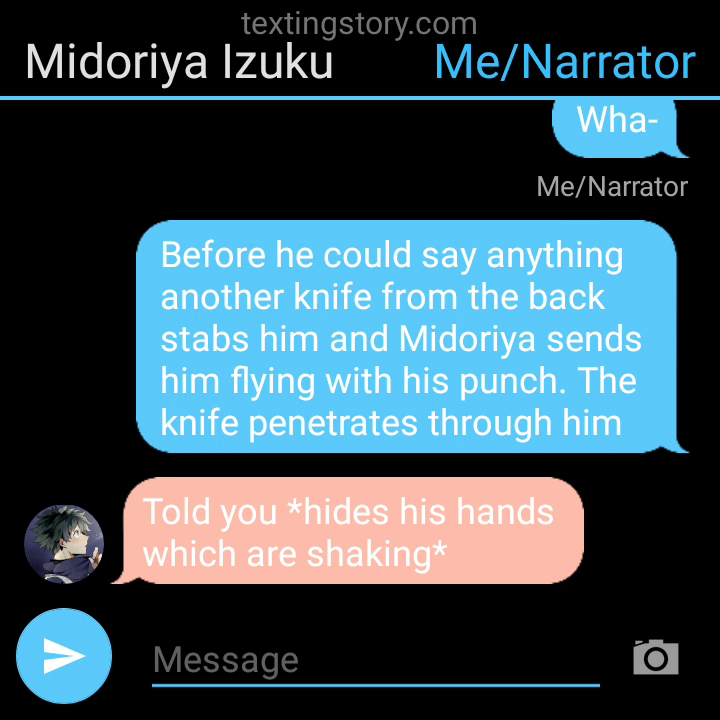 textingstory.com
Midoriya Izuku Me/Narrator
Wha-
Me/Narrator
Before he could say anything
another knife from the back
stabs him and Midoriya sends
him flying with his punch. The
knife penetrates through him
Told you *hides his hands
which are shaking*
Message